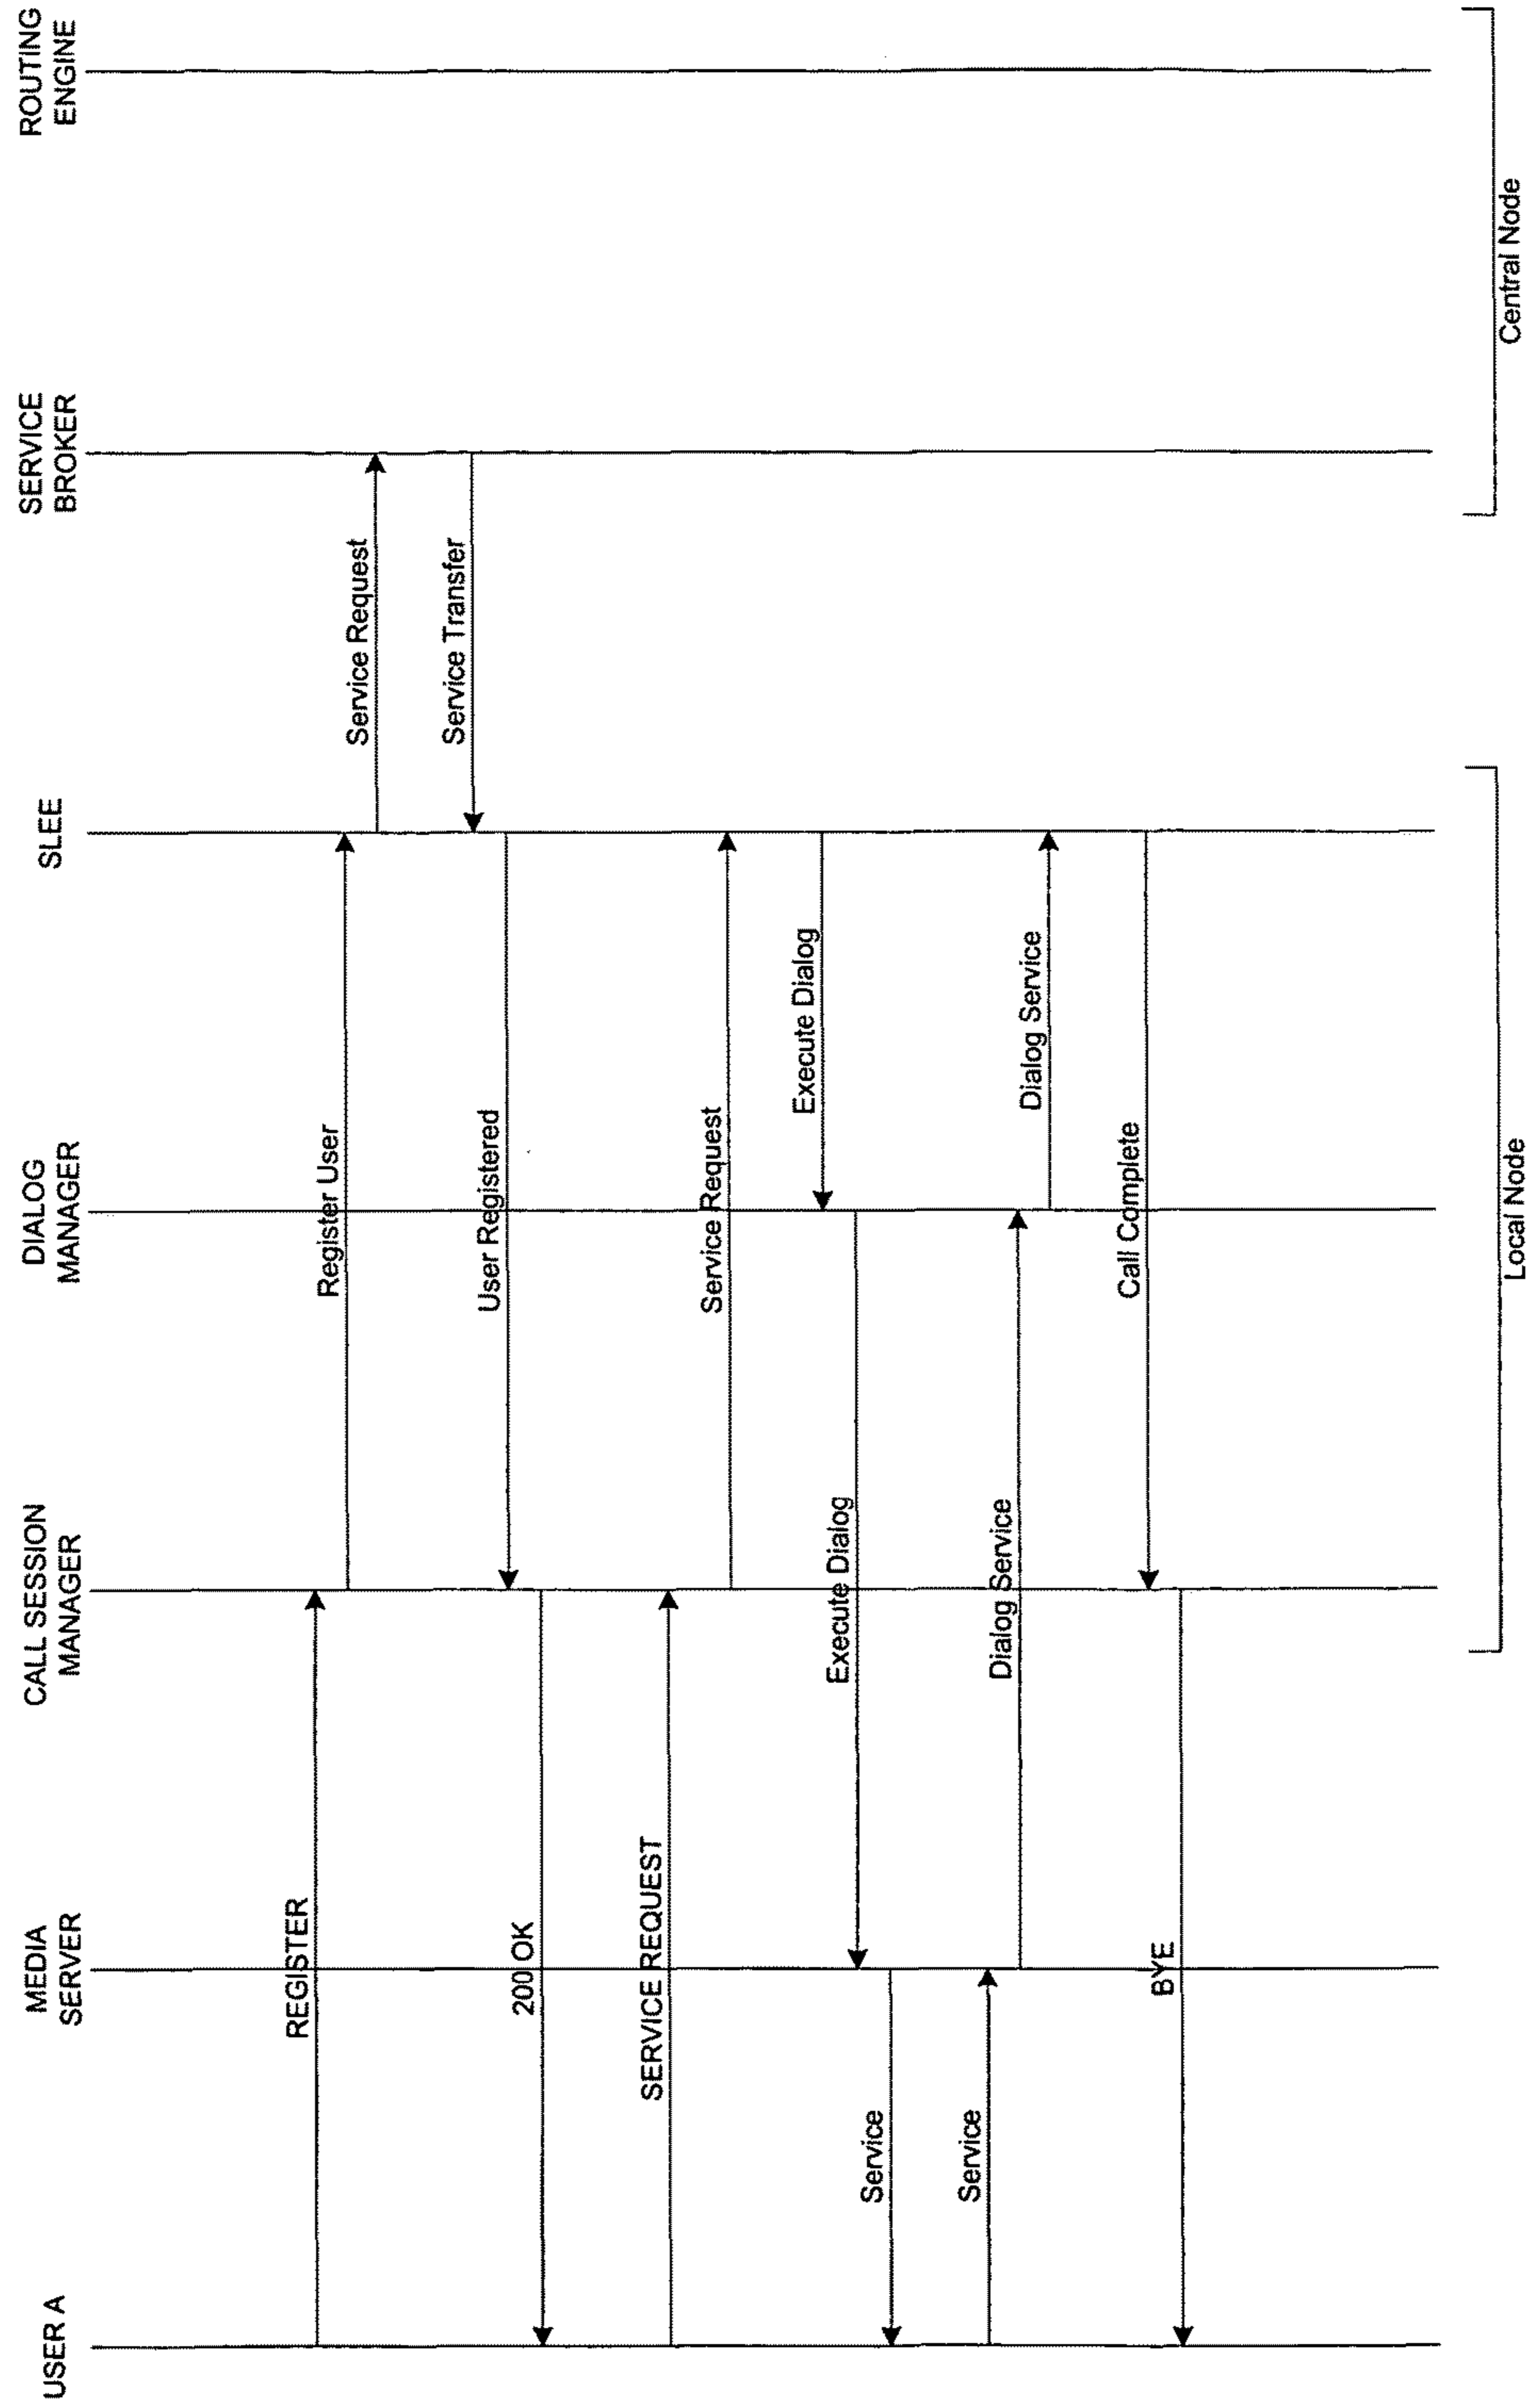 USER A
MEDIA
SERVER
CALL SESSION
MANAGER
DIALOG
MANAGER
SLEE
SERVICE
BROKER
ROUTING
ENGINE
REGISTER
Register User
Service Request
Service Transfer
User Registered
200 OK
SERVICE REQUEST
Service Request
Execute Dialog
Execute Dialog
Service
Service
Dialog Service
Dialog Service
Call Complete
BYE
Local Node
Central Node